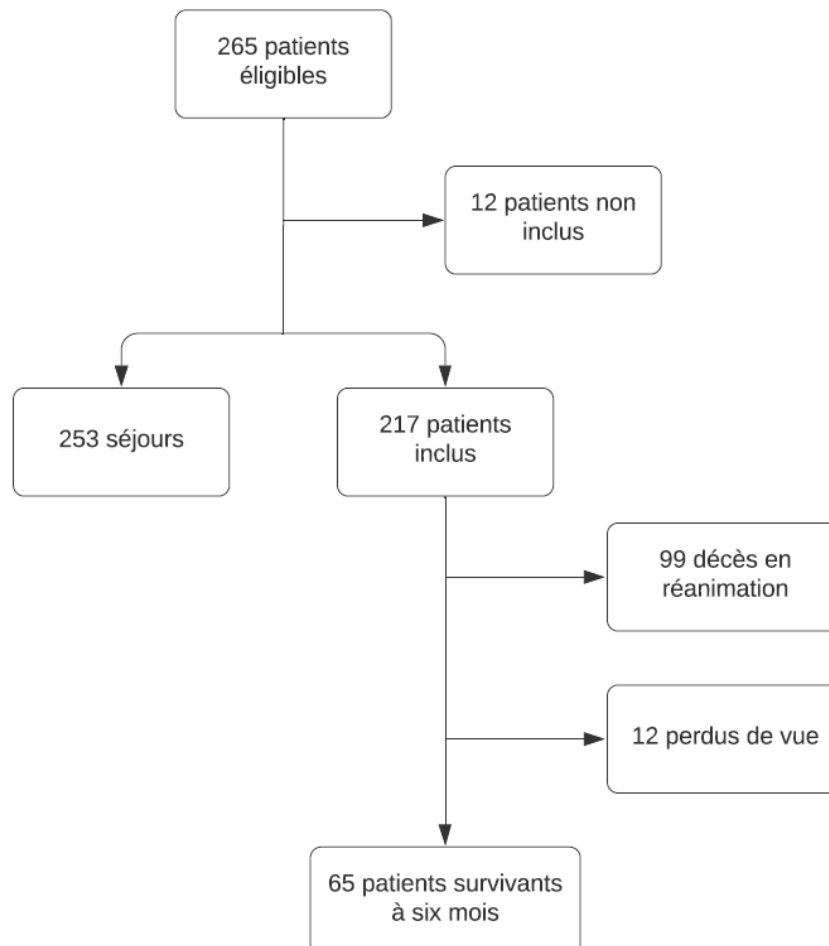 265 patients
éligibles
12 patients non
inclus
253 séjours
217 patients
inclus
99 décès en
réanimation
12 perdus de vue
65 patients survivants
à six mois